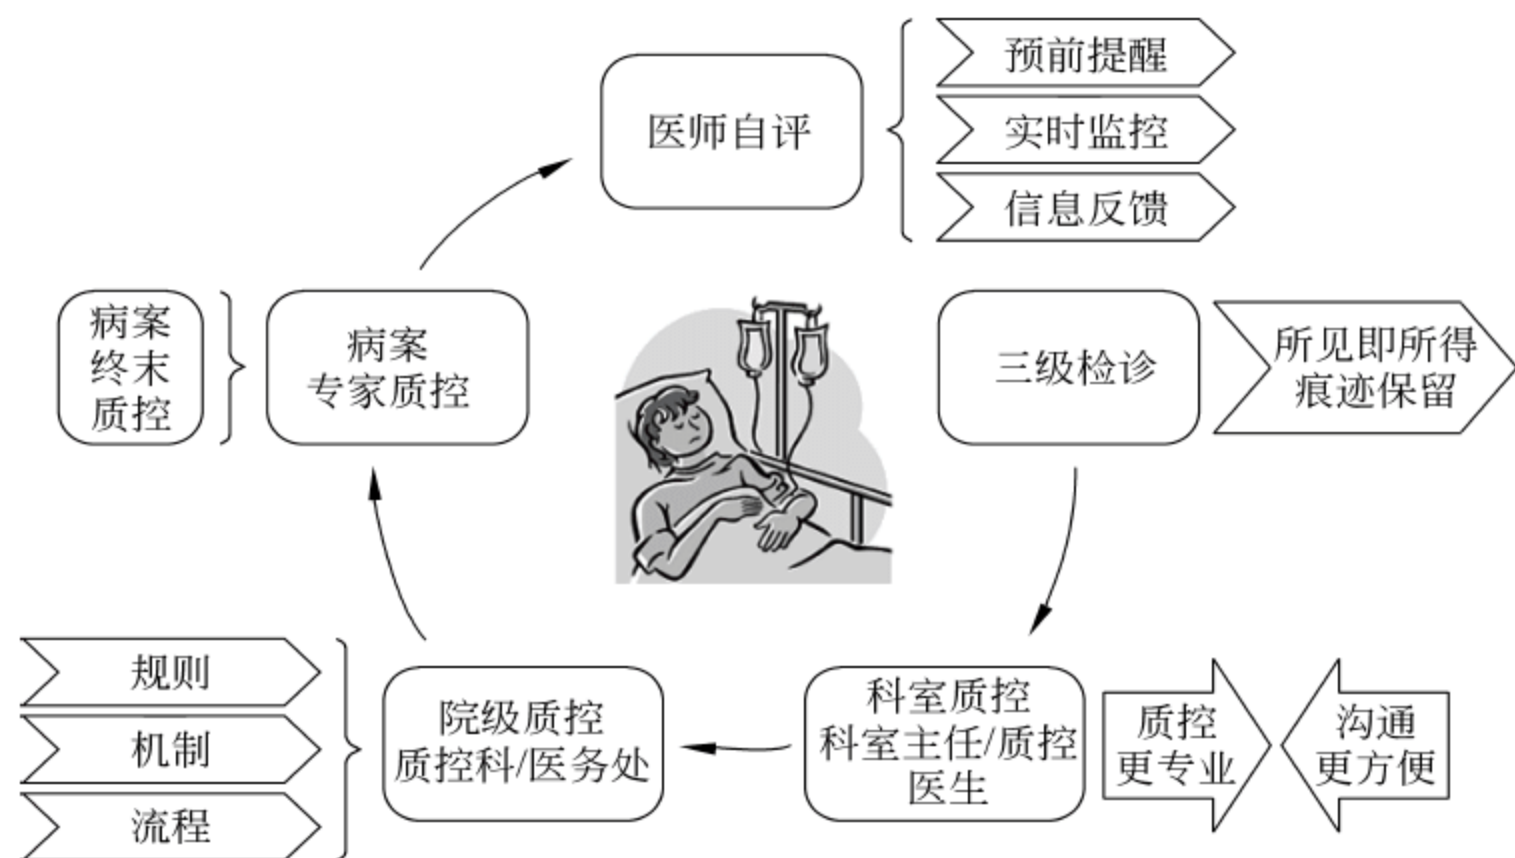 预前提醒
医师自评
实时监控
信息反馈
病案
终末
质控
病案
专家质控
三级检诊
所见即所得
痕迹保留
规则
机制
流程
院级质控
质控科/医务处
科室质控
科室主任/质控
医生
质控
更专业
沟通
更方便